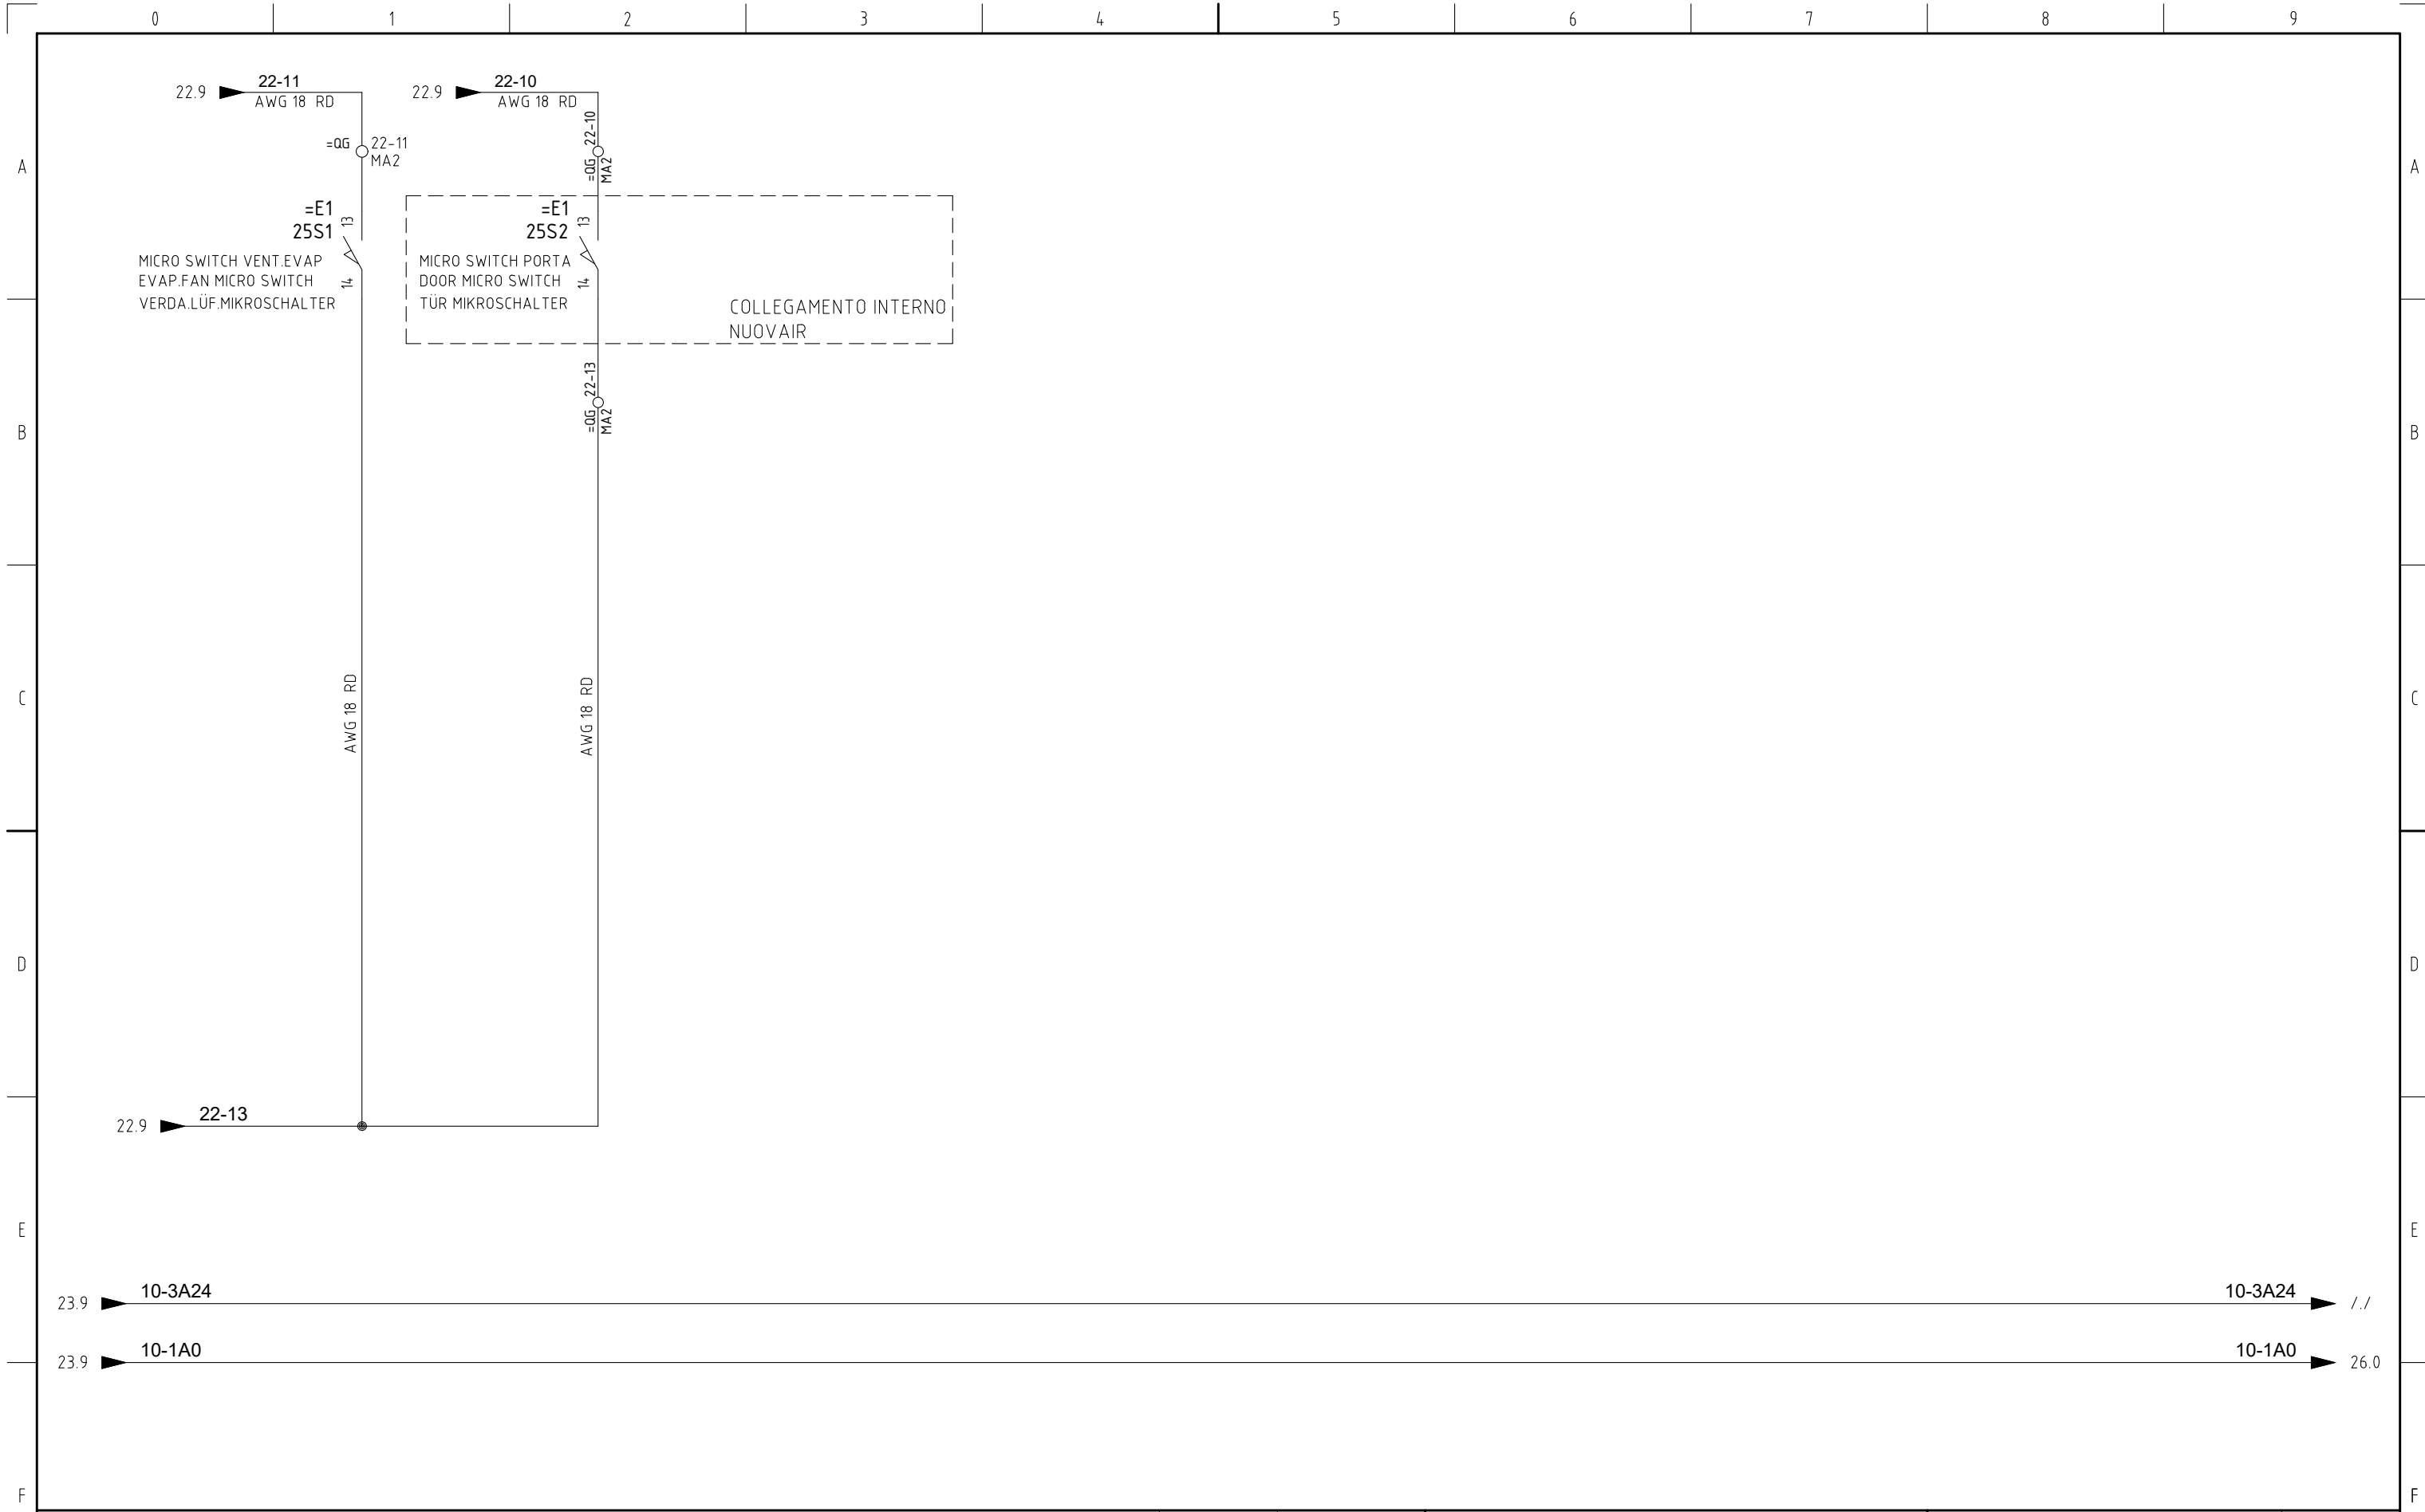 0 1 2 3 4 5 6 7 8 9
22.9 22-11 22.9 22-10
AWG 18 RD AWG 18 RD
=QG 22-11
MA2
=QG 22-10
MA2
A A
=E1
25S1
13
14
MICRO SWITCH VENT.EVAP
EVAP.FAN MICRO SWITCH
VERDA.LÜF.MIKROSCHALTER
=E1
25S2
13
14
MICRO SWITCH PORTA
DOOR MICRO SWITCH
TÜR MIKROSCHALTER
COLLEGAMENTO INTERNO
NUOVAIR
=QG 22-13
MA2
B B
AWG 18 RD
AWG 18 RD
C C
D D
22.9 22-13
E E
23.9 10-3A24 10-3A24 /./
23.9 10-1A0 10-1A0 26.0
F F